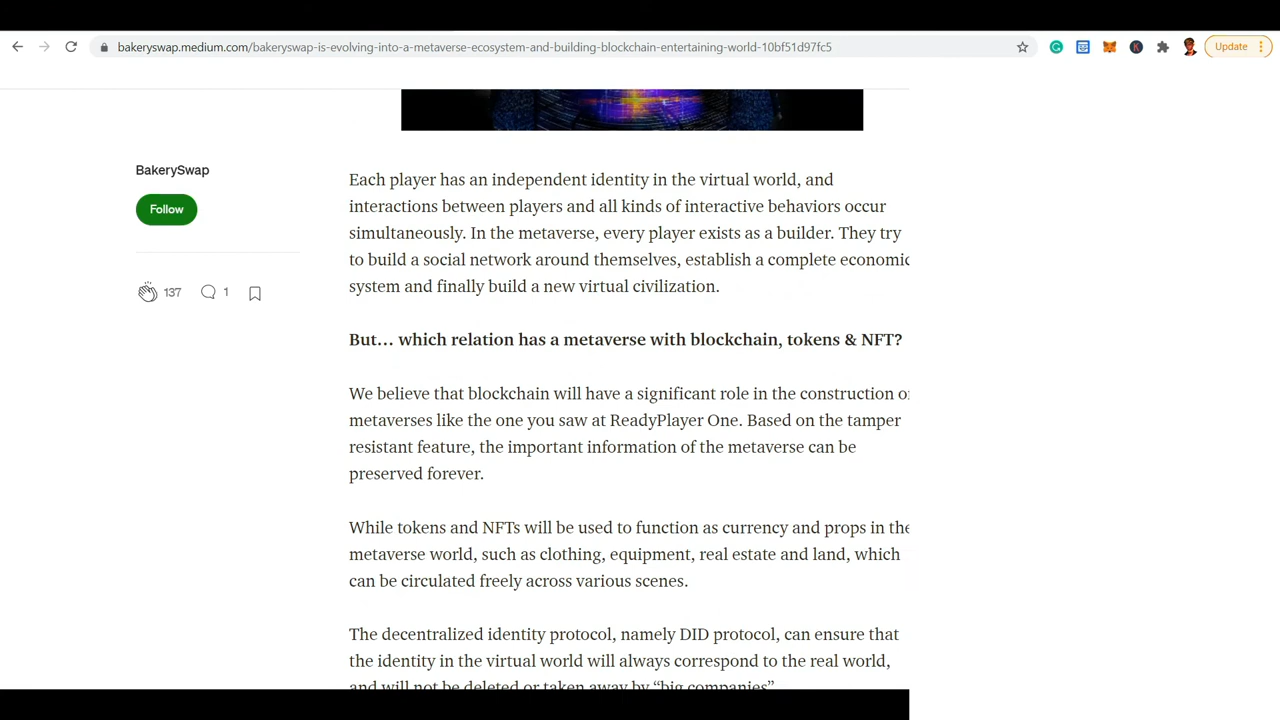 bakeryswap.medium.com/bakeryswap-is-evolving-into-a-metaverse-ecosystem-and-building-blockchain-entertaining-world-10bf51d97fc5
Update
BakerySwap
Follow
137
1
Each player has an independent identity in the virtual world, and
interactions between players and all kinds of interactive behaviors occur
simultaneously. In the metaverse, every player exists as a builder. They try
to build a social network around themselves, establish a complete economic
system and finally build a new virtual civilization.
But… which relation has a metaverse with blockchain, tokens & NFT?
We believe that blockchain will have a significant role in the construction of
metaverses like the one you saw at ReadyPlayer One. Based on the tamper
resistant feature, the important information of the metaverse can be
preserved forever.
While tokens and NFTs will be used to function as currency and props in the
metaverse world, such as clothing, equipment, real estate and land, which
can be circulated freely across various scenes.
The decentralized identity protocol, namely DID protocol, can ensure that
the identity in the virtual world will always correspond to the real world,
and will not be deleted or taken away by “big companies”